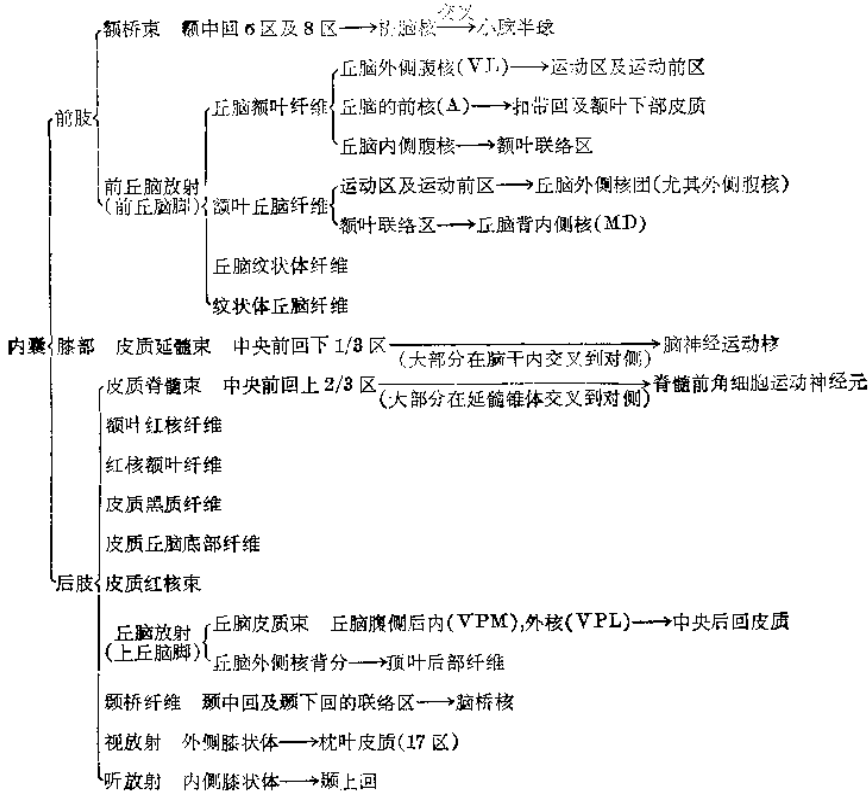 额桥束 额中回6区及8区→桥脑核 交叉→小脑半球
丘脑外侧腹核(VL)→运动区及运动前区
丘脑额叶纤维 丘脑的前核(A)→扣带回及额叶下部皮质
前肢
丘脑内侧腹核→额叶联络区
前丘脑放射
(前丘脑脚)
运动区及运动前区→丘脑外侧核团(尤其外侧腹核)
额叶丘脑纤维
额叶联络区→丘脑背内侧核(MD)
丘脑纹状体纤维
纹状体丘脑纤维
内囊 膝部 皮质延髓束 中央前回下1/3区→脑神经运动核
(大部分在脑干内交叉到对侧)
皮质脊髓束 中央前回上2/3区→脊髓前角细胞运动神经元
(大部分在延髓锥体交叉到对侧)
额叶红核纤维
红核额叶纤维
皮质黑质纤维
皮质丘脑底部纤维
后肢 皮质红核束
丘脑皮质束 丘脑腹侧后内(VPM),外核(VPL)→中央后回皮质
丘脑放射
(上丘脑脚)
丘脑外侧核背分→顶叶后部纤维
颞桥纤维 颞中回及颞下回的联络区→脑桥核
视放射 外侧膝状体→枕叶皮质(17区)
听放射 内侧膝状体→颞上回